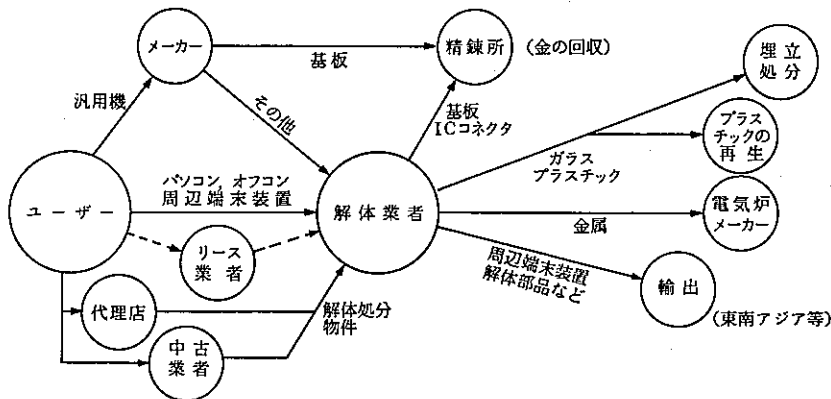 メーカー
基板
精錬所
(金の回収)
埋立
処分
汎用機
その他
基板
ICコネクタ
プラス
チックの
再生
ガラス
プラスチック
ユーザー
パソコン, オフコン
周辺端末装置
解体業者
金属
電気炉
メーカー
リース
業者
周辺端末装置
解体部品など
輸出
(東南アジア等)
代理店
解体処分
物件
中古
業者